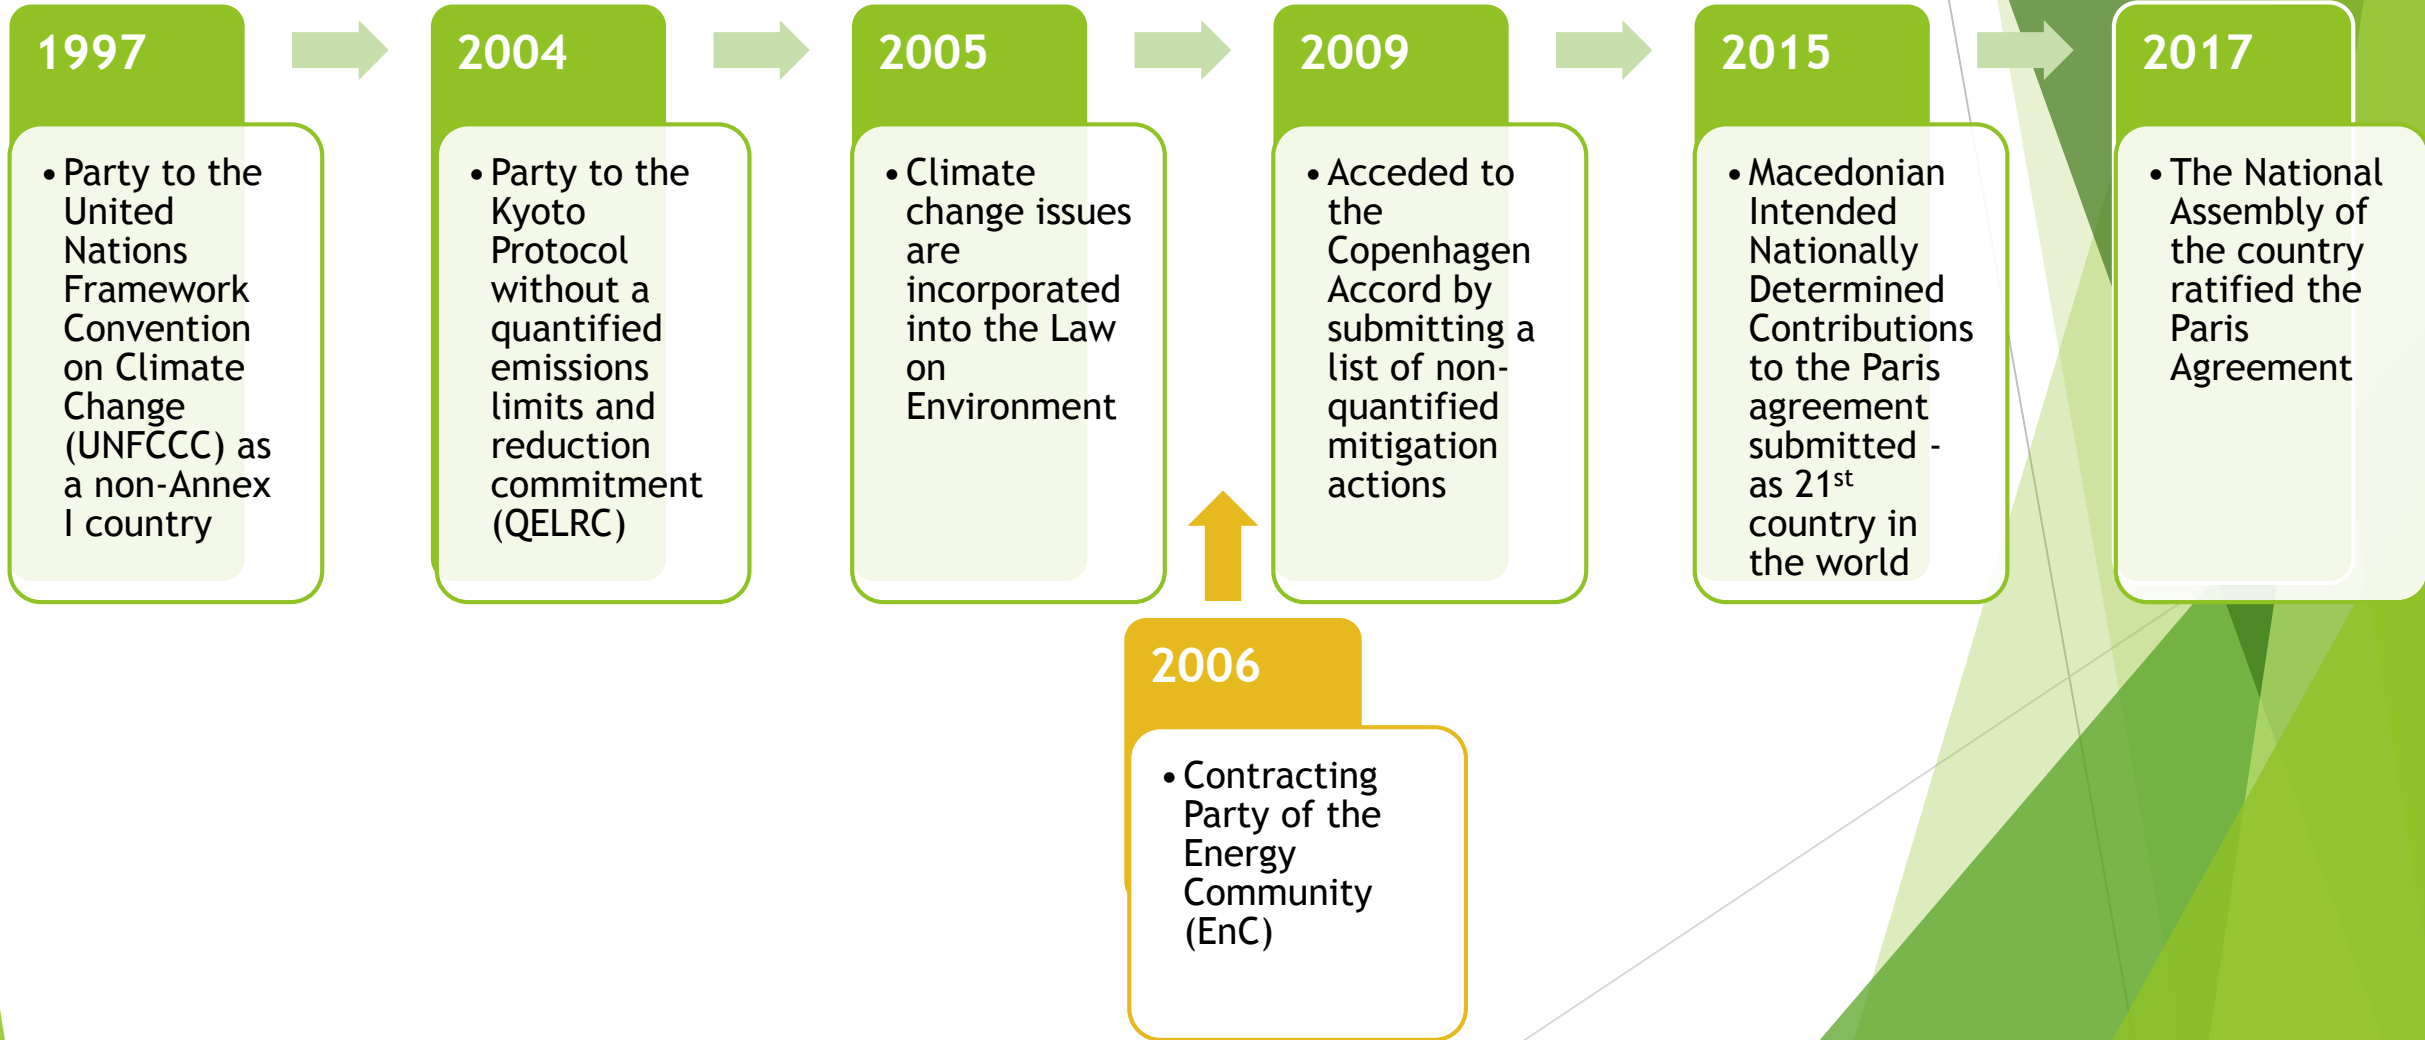 1997
• Party to the
United
Nations
Framework
Convention
on Climate
Change
(UNFCCC) as
a non-Annex
I country
2004
• Party to the
Kyoto
Protocol
without a
quantified
emissions
limits and
reduction
commitment
(QELRC)
2005
• Climate
change issues
are
incorporated
into the Law
on
Environment
2006
• Contracting
Party of the
Energy
Community
(EnC)
2009
• Acceded to
the
Copenhagen
Accord by
submitting a
list of non-
quantified
mitigation
actions
2015
• Macedonian
Intended
Nationally
Determined
Contributions
to the Paris
agreement
submitted -
as 21st
country in
the world
2017
• The National
Assembly of
the country
ratified the
Paris
Agreement